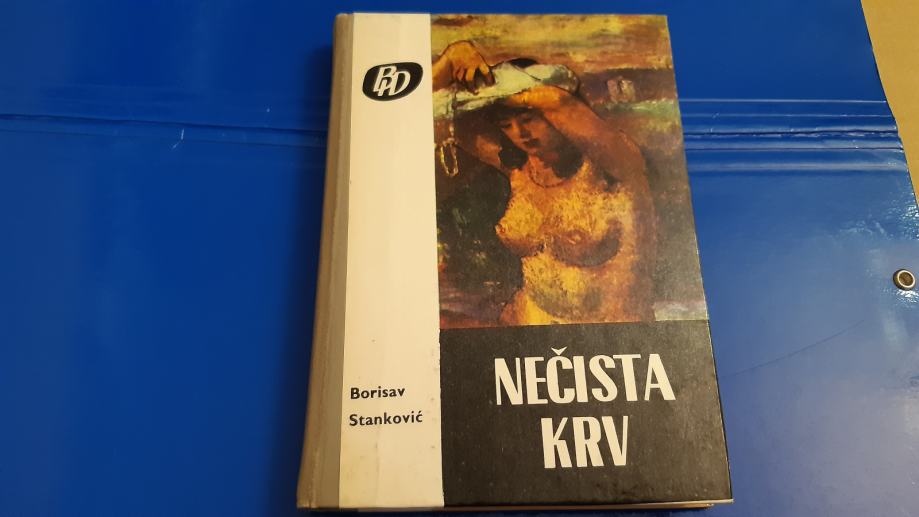 Borisav
Stanković
NEČISTA
KRV